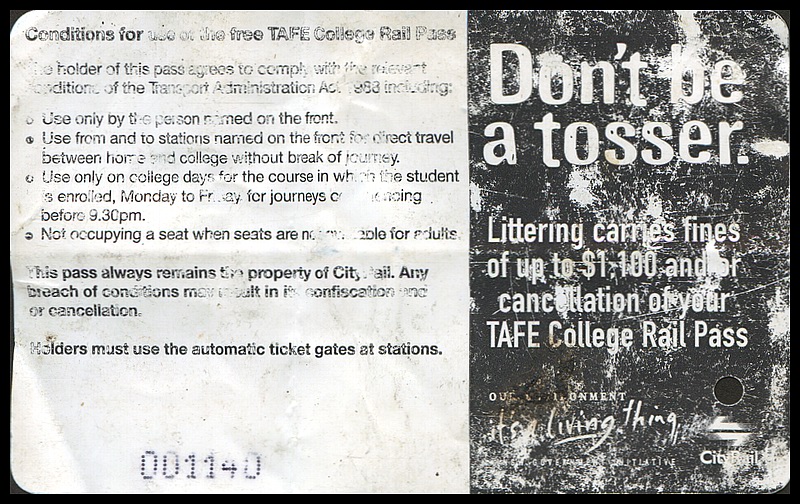 Conditions for use of the free TAFE College Rail Pass
The holder of this pass agrees to comply with the relevant
conditions of the Transport Administration Act 1988 including:
Use only by the person named on the front.
Use from and to stations named on the front for direct travel
between home and college without break of journey.
Use only on college days for the course in which the student
is enrolled, Monday to Friday for journeys commencing
before 9.30pm.
Not occupying a seat when seats are not available for adults.
This pass always remains the property of CityRail. Any
breach of conditions may result in its confiscation and
or cancellation.
Holders must use the automatic ticket gates at stations.
001140
Don't be
a tosser.
Littering carries fines
of up to $1,100 and/or
cancellation of your
TAFE College Rail Pass
OUR ENVIRONMENT
it's a living thing
GOVERNMENT INITIATIVE
CityRail